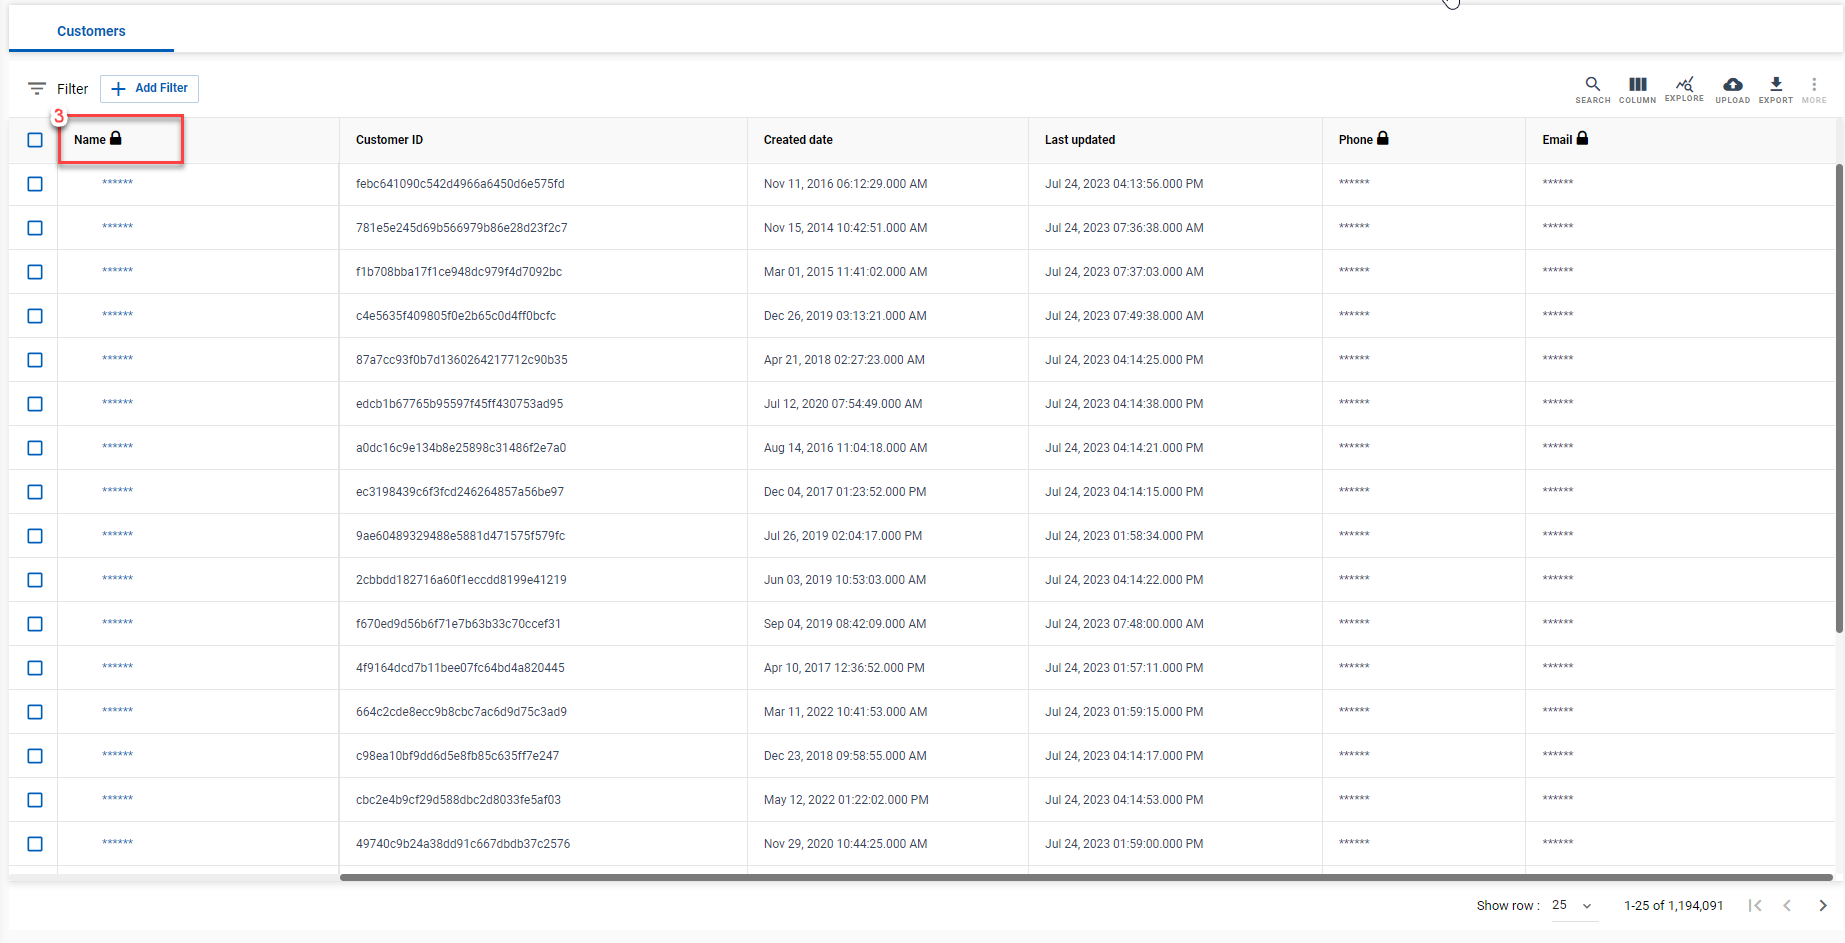 Customers
Filter Add Filter
SEARCH COLUMN EXPLORE UPLOAD EXPORT MORE
3
Name Customer ID Created date Last updated Phone Email
****** febc641090c542d4966a6450d6e575fd Nov 11, 2016 06:12:29.000 AM Jul 24, 2023 04:13:56.000 PM ****** ******
****** 781e5e245d69b566979b86e28d23f2c7 Nov 15, 2014 10:42:51.000 AM Jul 24, 2023 07:36:38.000 AM ****** ******
****** f1b708bba17f1ce948dc979f4d7092bc Mar 01, 2015 11:41:02.000 AM Jul 24, 2023 07:37:03.000 AM ****** ******
****** c4e5635f409805f0e2b65c0d4ff0bcfc Dec 26, 2019 03:13:21.000 AM Jul 24, 2023 07:49:38.000 AM ****** ******
****** 87a7cc93f0b7d1360264217712c90b35 Apr 21, 2018 02:27:23.000 AM Jul 24, 2023 04:14:25.000 PM ****** ******
****** edcb1b67765b95597f45ff430753ad95 Jul 12, 2020 07:54:49.000 AM Jul 24, 2023 04:14:38.000 PM ****** ******
****** a0dc16c9e134b8e25898c31486f2e7a0 Aug 14, 2016 11:04:18.000 AM Jul 24, 2023 04:14:21.000 PM ****** ******
****** ec3198439c6f3fcd246264857a56be97 Dec 04, 2017 01:23:52.000 PM Jul 24, 2023 04:14:15.000 PM ****** ******
****** 9ae60489329488e5881d471575f579fc Jul 26, 2019 02:04:17.000 PM Jul 24, 2023 01:58:34.000 PM ****** ******
****** 2cbbdd182716a60f1eccdd8199e41219 Jun 03, 2019 10:53:03.000 AM Jul 24, 2023 04:14:22.000 PM ****** ******
****** f670ed9d56b6f71e7b63b33c70ccef31 Sep 04, 2019 08:42:09.000 AM Jul 24, 2023 07:48:00.000 AM ****** ******
****** 4f9164dcd7b11bee07fc64bd4a820445 Apr 10, 2017 12:36:52.000 PM Jul 24, 2023 01:57:11.000 PM ****** ******
****** 664c2cde8ecc9b8cbc7ac6d9d75c3ad9 Mar 11, 2022 10:41:53.000 AM Jul 24, 2023 01:59:15.000 PM ****** ******
****** c98ea10bf9dd6d5e8fb85c635ff7e247 Dec 23, 2018 09:58:55.000 AM Jul 24, 2023 04:14:17.000 PM ****** ******
****** cbc2e4b9cf29d588dbc2d8033fe5af03 May 12, 2022 01:22:02.000 PM Jul 24, 2023 04:14:53.000 PM ****** ******
****** 49740c9b24a38dd91c667dbdb37c2576 Nov 29, 2020 10:44:25.000 AM Jul 24, 2023 01:59:00.000 PM ****** ******
Show row : 25 1-25 of 1,194,091